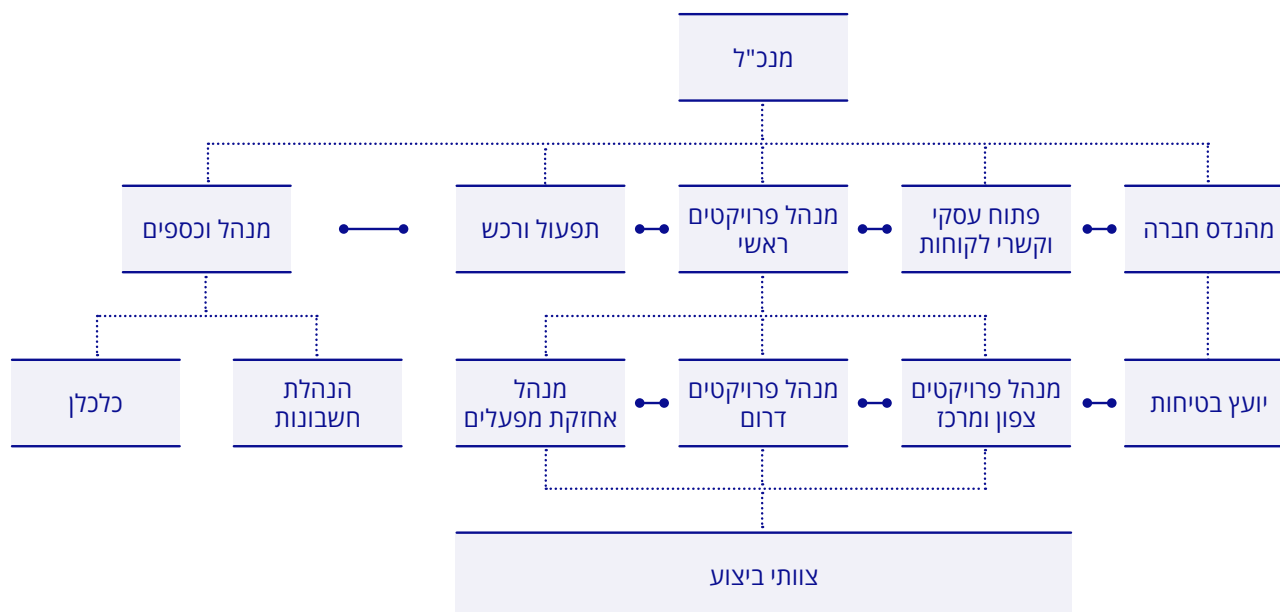 מנכ"ל
מהנדס חברה
פתוח עסקי
וקשרי לקוחות
מנהל פרויקטים
ראשי
תפעול ורכש
מנהל וכספים
יועץ בטיחות
מנהל פרויקטים
צפון ומרכז
מנהל פרויקטים
דרום
מנהל
אחזקת מפעלים
הנהלת
חשבונות
כלכלן
צוותי ביצוע